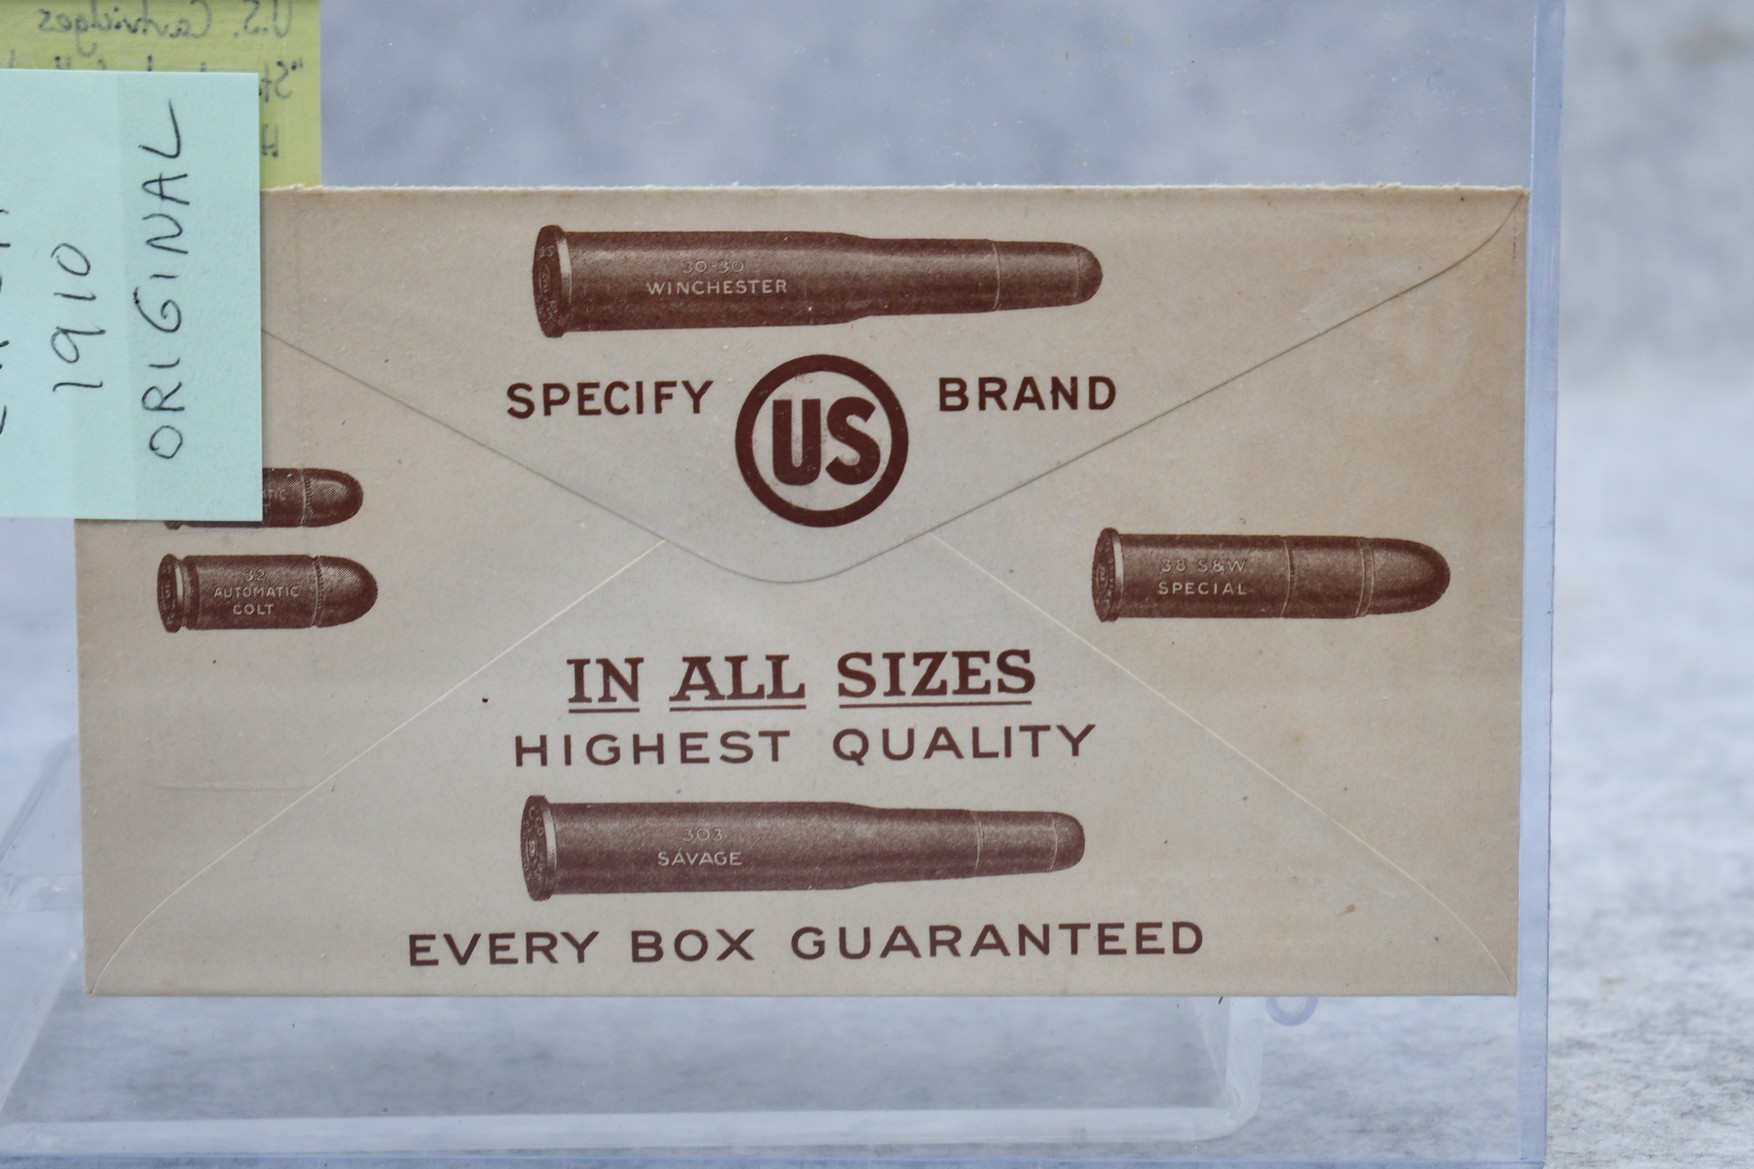 U.S. Cartridges
1910
ORIGINAL
30-30
WINCHESTER
SPECIFY US BRAND
32
AUTOMATIC
COLT
38 S&W
SPECIAL
IN ALL SIZES
HIGHEST QUALITY
303
SAVAGE
EVERY BOX GUARANTEED